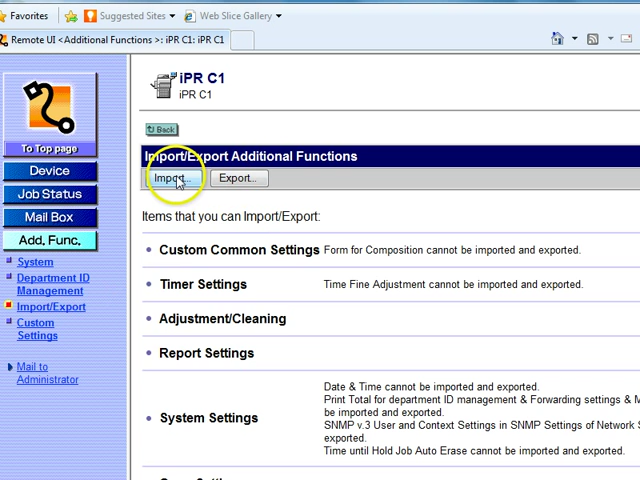 Favorites
Suggested Sites
Web Slice Gallery
Remote UI <Additional Functions >: iPR C1: iPR C1
iPR C1
iPR C1
To Top page
Back
Device
Import/Export Additional Functions
Import...
Export...
Job Status
Mail Box
Items that you can Import/Export:
Add. Func.
Custom Common Settings
Form for Composition cannot be imported and exported.
System
Department ID
Management
Timer Settings
Time Fine Adjustment cannot be imported and exported.
Import/Export
Custom
Settings
Adjustment/Cleaning
Report Settings
Mail to
Administrator
System Settings
Date & Time cannot be imported and exported.
Print Total for department ID management & Forwarding settings & M
be imported and exported.
SNMP v.3 User and Context Settings in SNMP Settings of Network S
exported.
Time until Hold Job Auto Erase cannot be imported and exported.